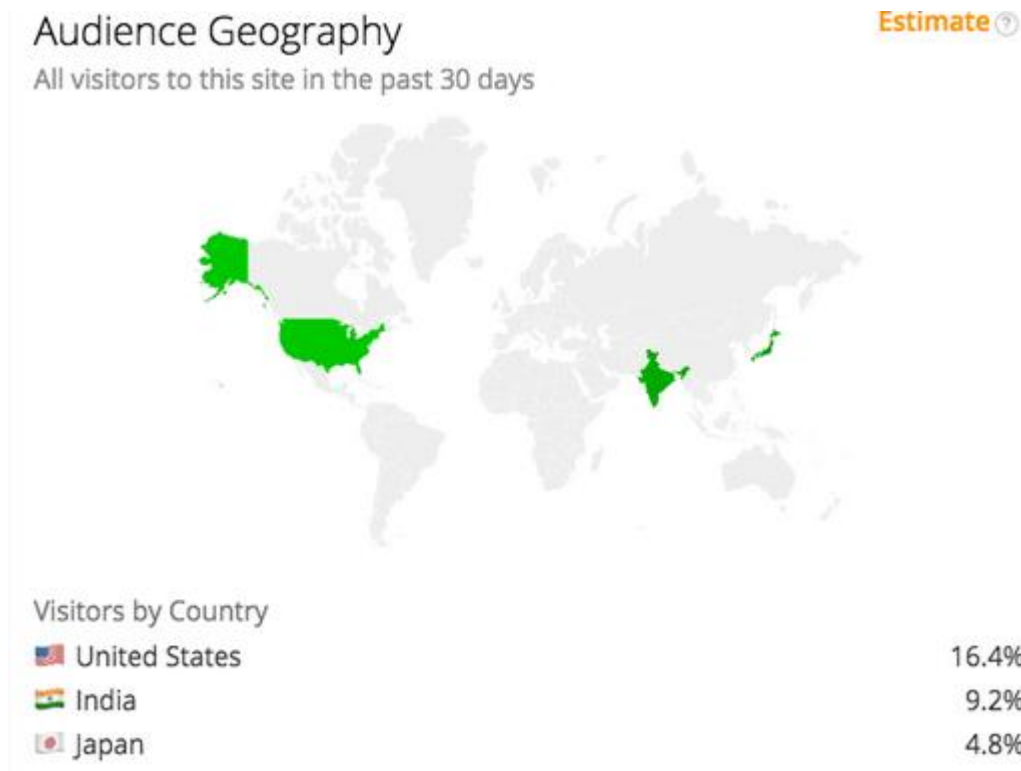 Audience Geography
Estimate ?
All visitors to this site in the past 30 days
Visitors by Country
United States 16.4%
India 9.2%
Japan 4.8%